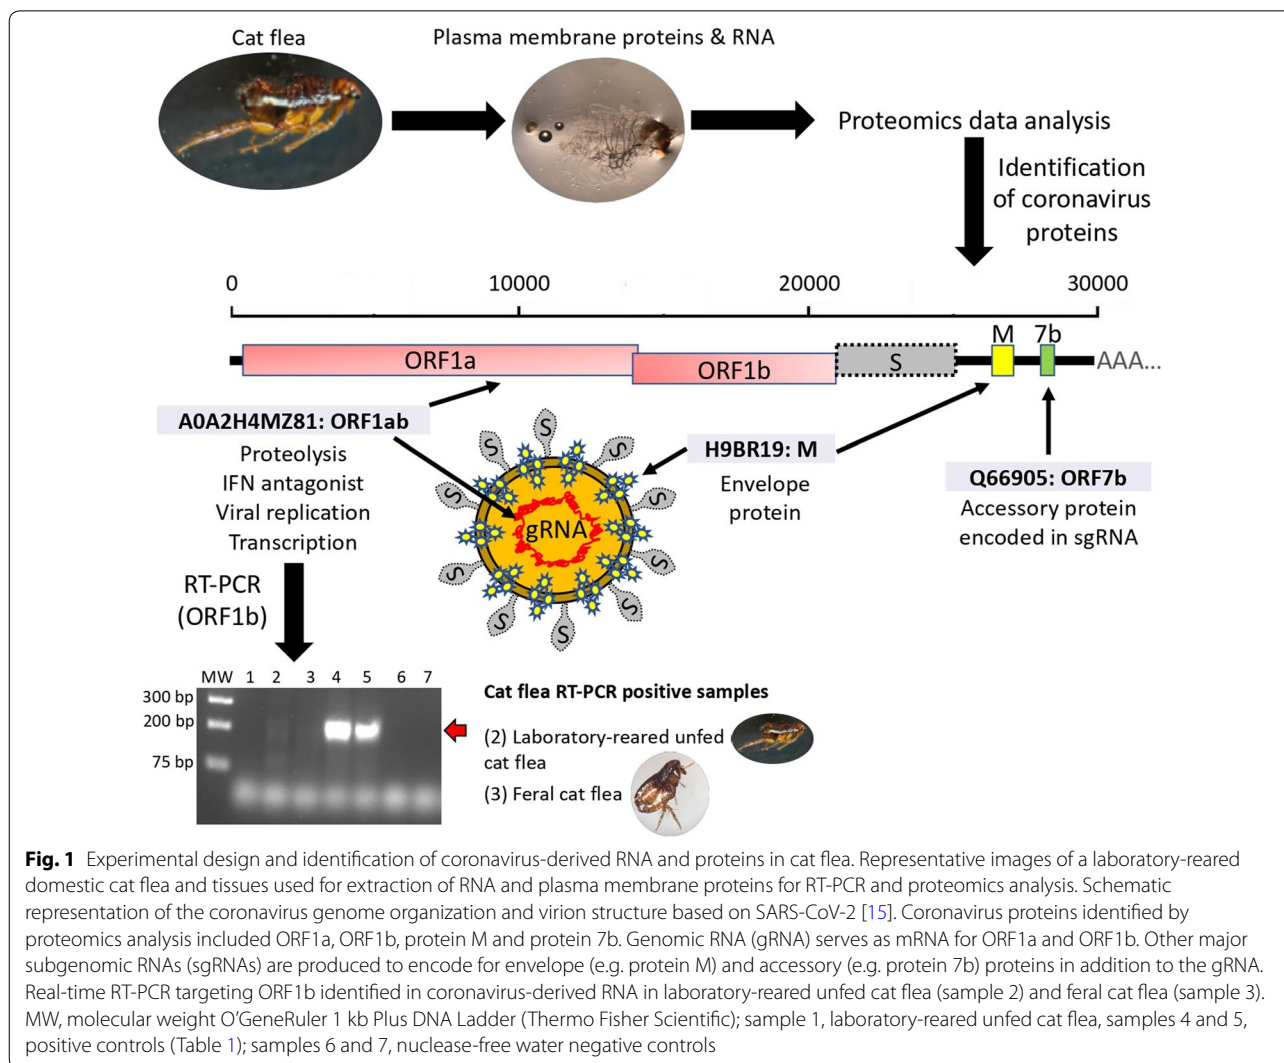 Cat flea
Plasma membrane proteins & RNA
Proteomics data analysis
Identification
of coronavirus
proteins
0 10000 20000 30000
M 7b
ORF1a
ORF1b
S
AAA...
A0A2H4MZ81: ORF1ab
Proteolysis
IFN antagonist
Viral replication
Transcription
H9BR19: M
Envelope
protein
Q66905: ORF7b
Accessory protein
encoded in sgRNA
S
S
S
S
S
S
S
S
S
S
S
gRNA
RT-PCR
(ORF1b)
MW 1 2 3 4 5 6 7
300 bp
200 bp
75 bp
Cat flea RT-PCR positive samples
(2) Laboratory-reared unfed
cat flea
(3) Feral cat flea
Fig. 1 Experimental design and identification of coronavirus-derived RNA and proteins in cat flea. Representative images of a laboratory-reared
domestic cat flea and tissues used for extraction of RNA and plasma membrane proteins for RT-PCR and proteomics analysis. Schematic
representation of the coronavirus genome organization and virion structure based on SARS-CoV-2 [15]. Coronavirus proteins identified by
proteomics analysis included ORF1a, ORF1b, protein M and protein 7b. Genomic RNA (gRNA) serves as mRNA for ORF1a and ORF1b. Other major
subgenomic RNAs (sgRNAs) are produced to encode for envelope (e.g. protein M) and accessory (e.g. protein 7b) proteins in addition to the gRNA.
Real-time RT-PCR targeting ORF1b identified in coronavirus-derived RNA in laboratory-reared unfed cat flea (sample 2) and feral cat flea (sample 3).
MW, molecular weight O’GeneRuler 1 kb Plus DNA Ladder (Thermo Fisher Scientific); sample 1, laboratory-reared unfed cat flea, samples 4 and 5,
positive controls (Table 1); samples 6 and 7, nuclease-free water negative controls